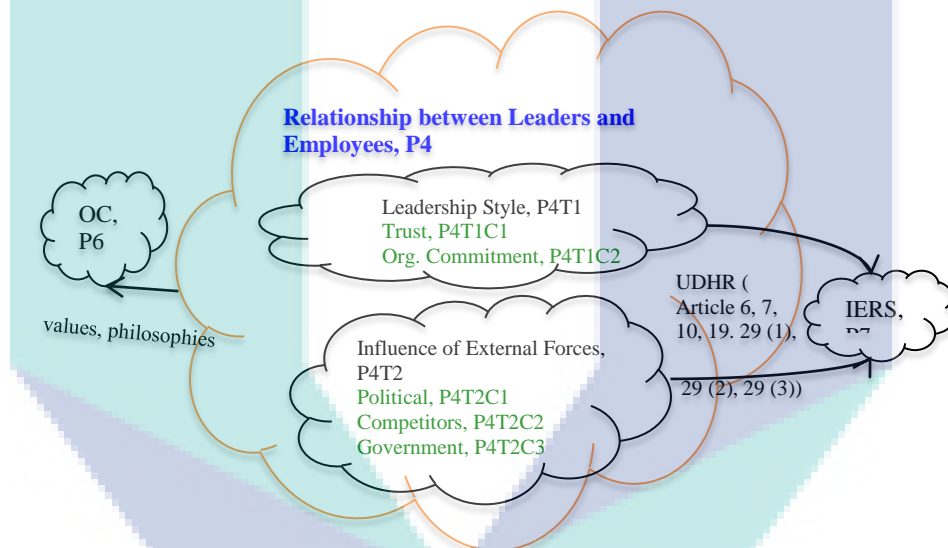 Relationship between Leaders and
Employees, P4
OC,
P6
values, philosophies
Leadership Style, P4T1
Trust, P4T1C1
Org. Commitment, P4T1C2
Influence of External Forces,
P4T2
Political, P4T2C1
Competitors, P4T2C2
Government, P4T2C3
UDHR (
Article 6, 7,
10, 19. 29 (1),
29 (2), 29 (3))
IERS,